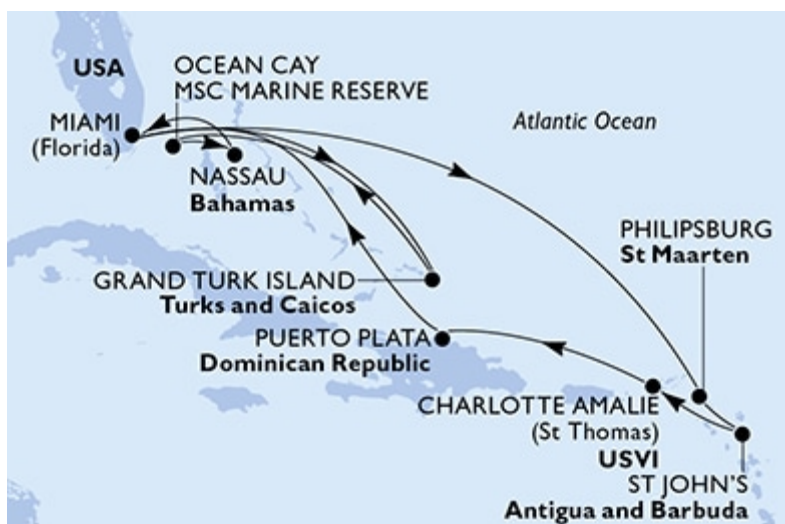 USA
OCEAN CAY
MSC MARINE RESERVE
MIAMI
(Florida)
Atlantic Ocean
NASSAU
Bahamas
PHILIPSBURG
St Maarten
GRAND TURK ISLAND
Turks and Caicos
PUERTO PLATA
Dominican Republic
CHARLOTTE AMALIE
(St Thomas)
USVI
ST JOHN'S
Antigua and Barbuda